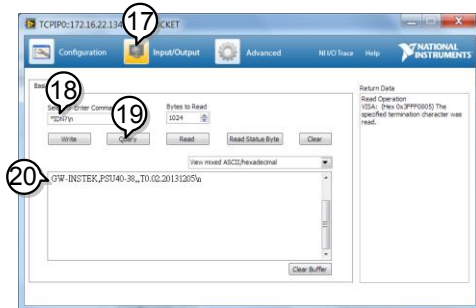 17
TCPIP0::172.16.22.134
CKET
Configuration
Input/Output
Advanced
NI I/O Trace
Help
NATIONAL
INSTRUMENTS
18
19
Return Data
Read Operation
VISA: (Hex 0x3FFF0005) The
specified termination character was
read.
Bytes to Read
*IDN?\n
1024
Write
Query
Read
Read Status Byte
Clear
View mixed ASCII/hexadecimal
20
GW-INSTEK,PSU40-38,,T0.02.20131205\n
Clear Buffer